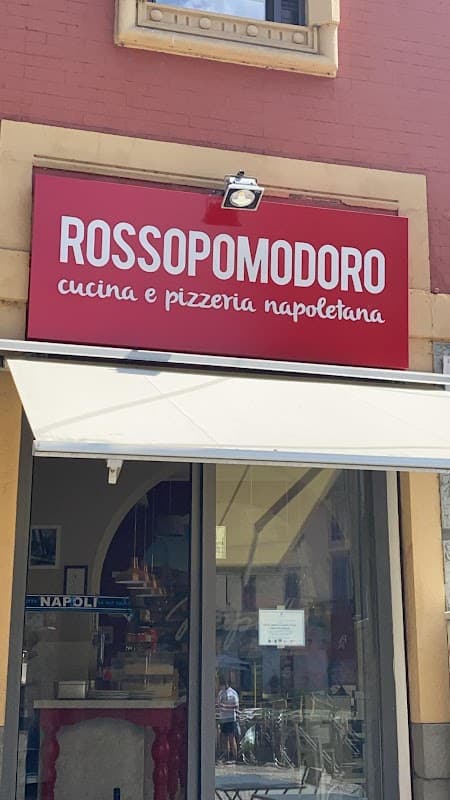 ROSSOPOMODORO
cucina e pizzeria napoletana
NAPOLI